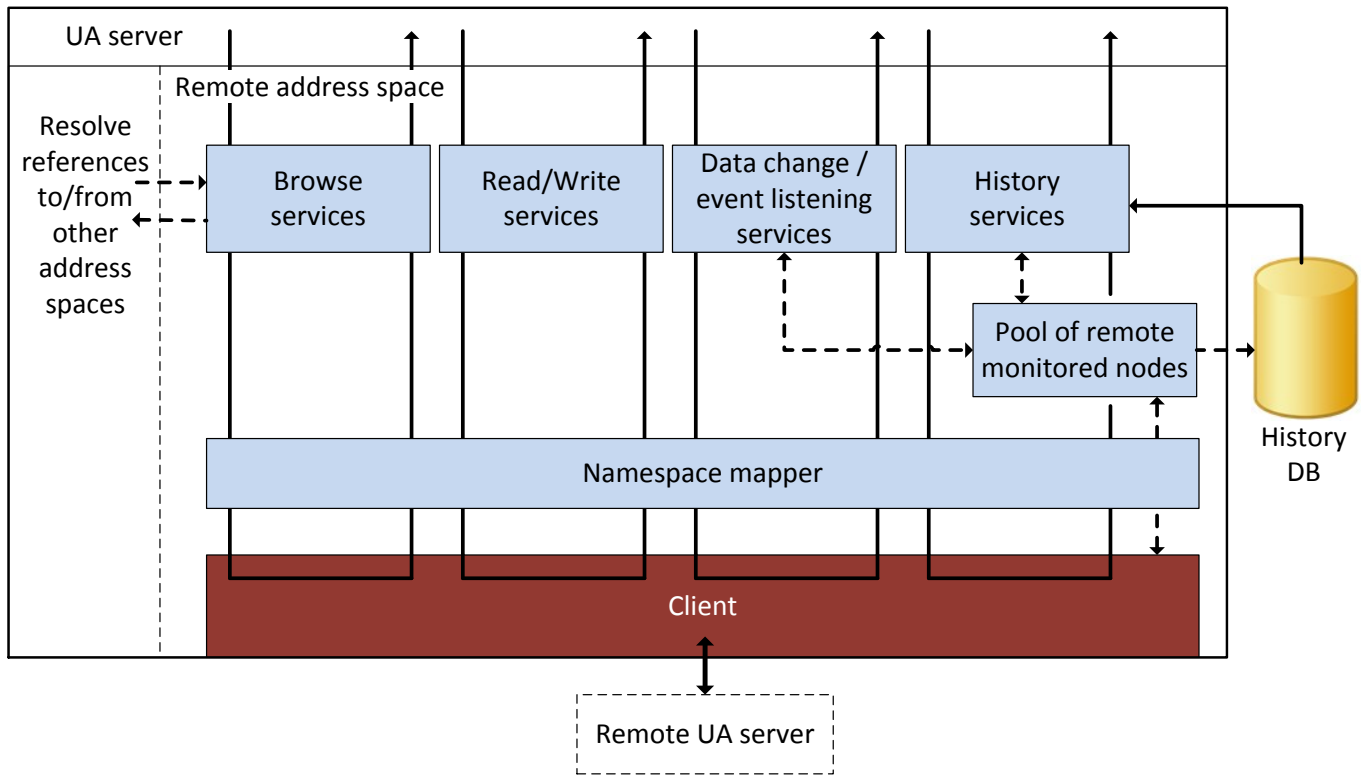 UA server
Remote address space
Resolve
references
to/from
other
address
spaces
Browse
services
Read/Write
services
Data change /
event listening
services
History
services
Pool of remote
monitored nodes
History
DB
Namespace mapper
Client
Remote UA server